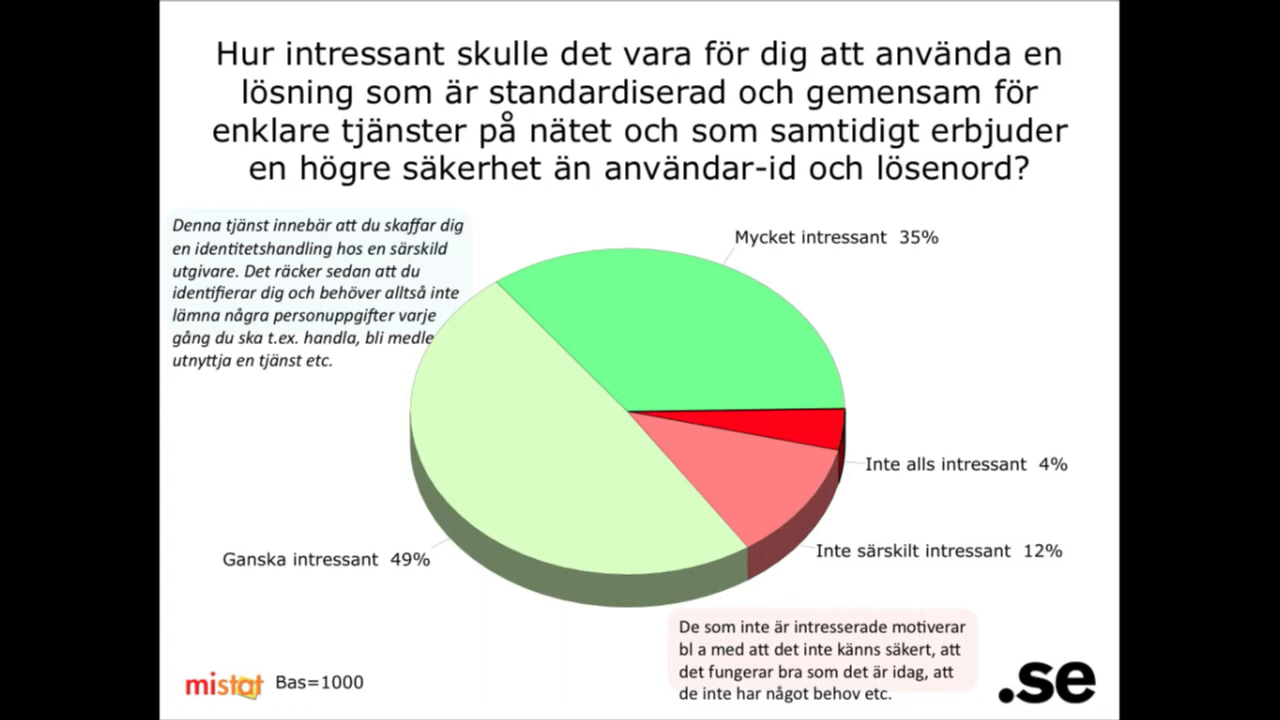 Hur intressant skulle det vara för dig att använda en
lösning som är standardiserad och gemensam för
enklare tjänster på nätet och som samtidigt erbjuder
en högre säkerhet än användar-id och lösenord?
Denna tjänst innebär att du skaffar dig
en identitetshandling hos en särskild
utgivare. Det räcker sedan att du
identifierar dig och behöver alltså inte
lämna några personuppgifter varje
gång du ska t.ex. handla, bli medle
utnyttja en tjänst etc.
Mycket intressant 35%
Inte alls intressant 4%
Inte särskilt intressant 12%
Ganska intressant 49%
De som inte är intresserade motiverar
bl a med att det inte känns säkert, att
det fungerar bra som det är idag, att
de inte har något behov etc.
mistat Bas=1000
.se